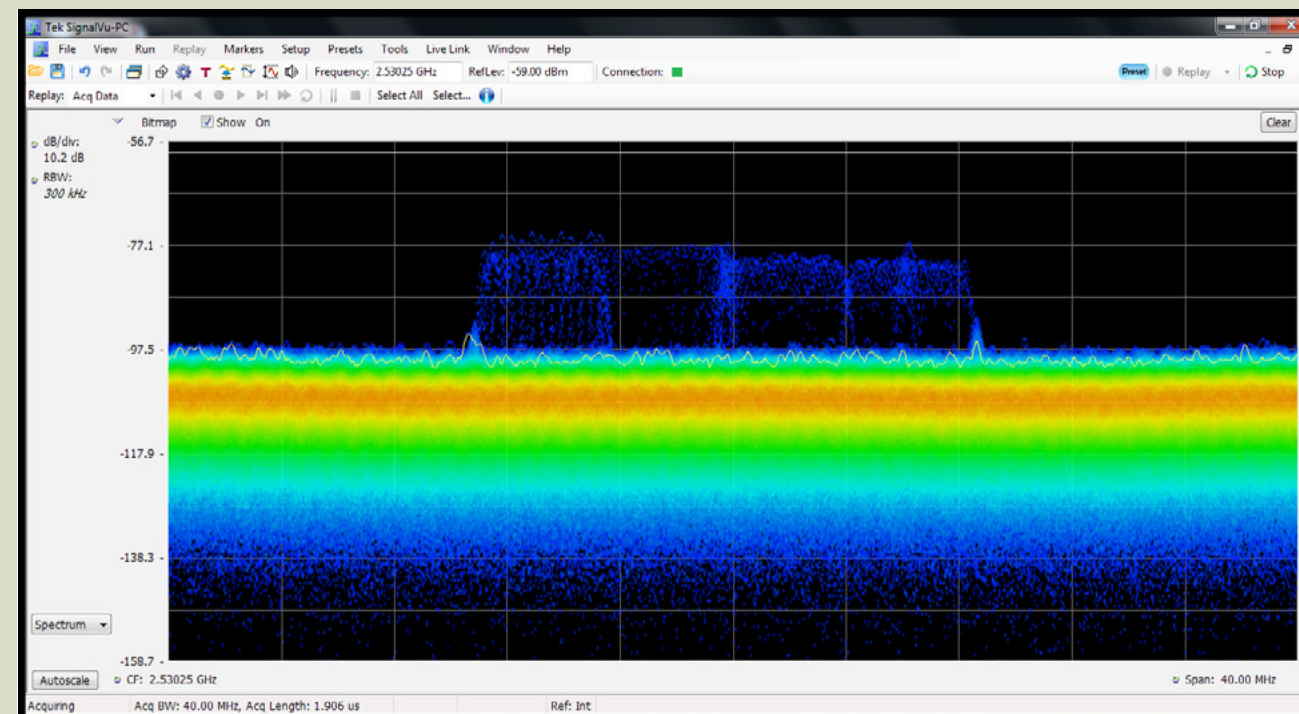 Tek SignalVu-PC
File View Run Replay Markers Setup Presets Tools Live Link Window Help
Frequency: 2.53025 GHz RefLev: -59.00 dBm Connection: Preset Replay Stop
Replay: Acq Data Select All Select...
Bitmap Show On Clear
dB/div:
10.2 dB
RBW:
300 kHz
-56.7
-77.1
-97.5
-117.9
-138.3
-158.7
Spectrum
Autoscale CF: 2.53025 GHz Span: 40.00 MHz
Acquiring Acq BW: 40.00 MHz, Acq Length: 1.906 us Ref: Int